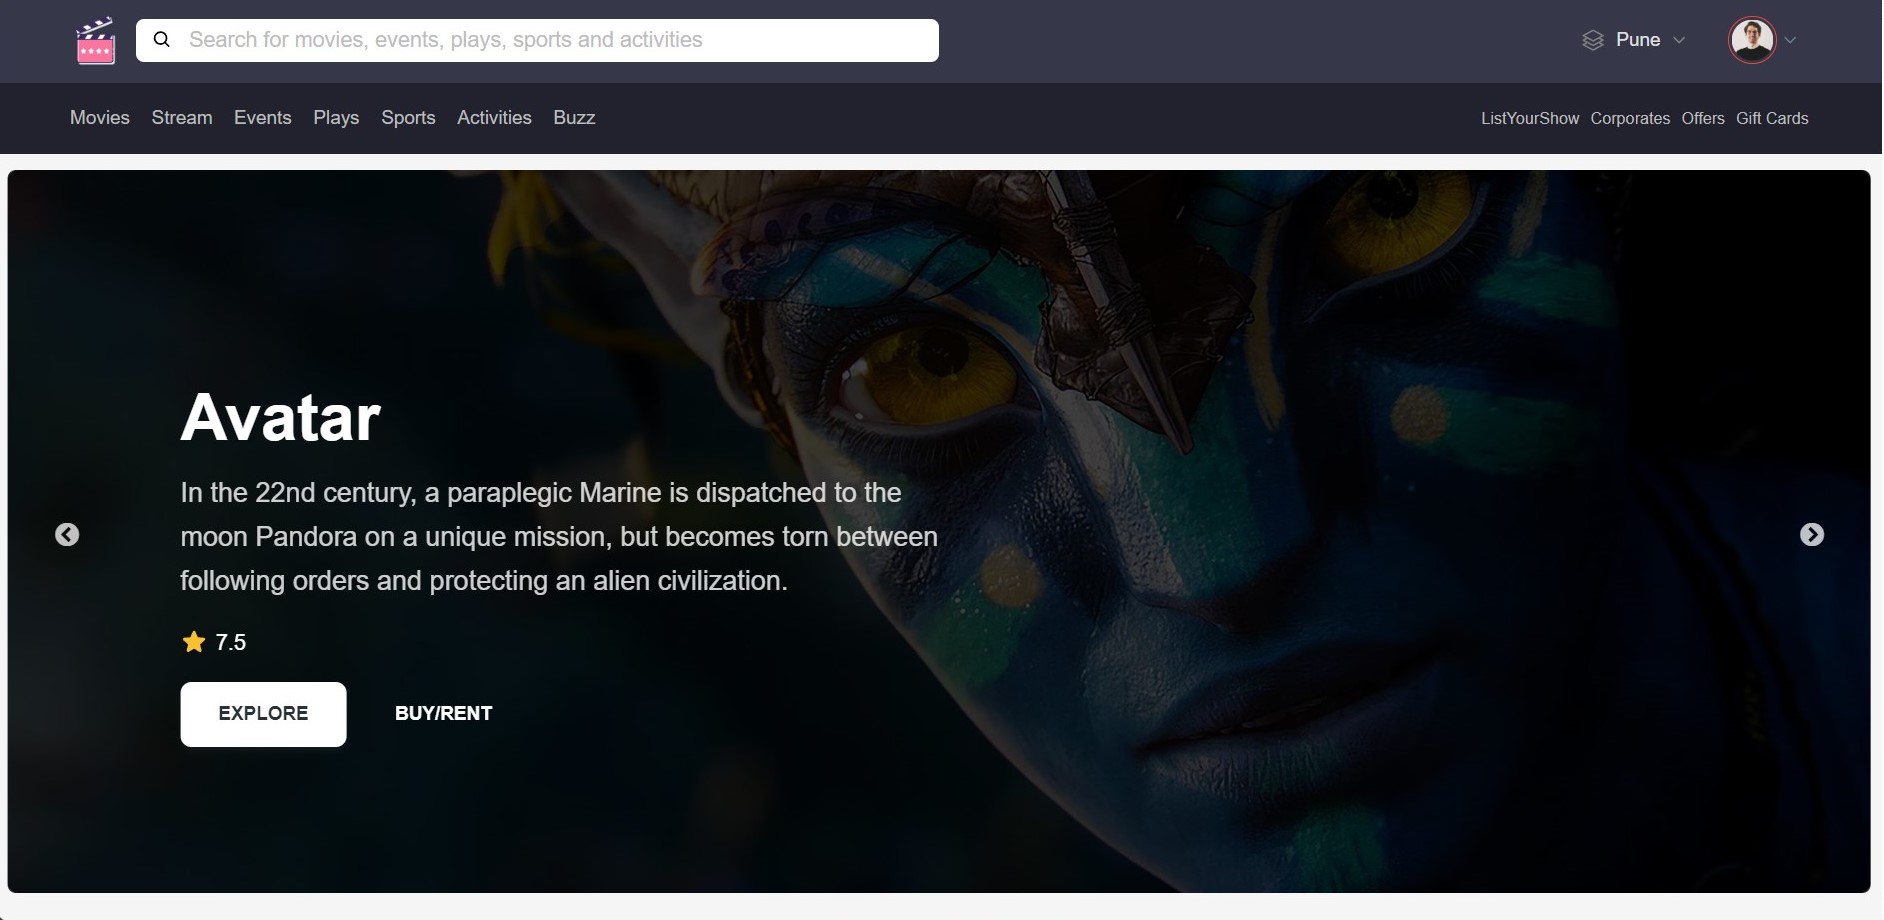 Search for movies, events, plays, sports and activities
Pune
Movies Stream Events Plays Sports Activities Buzz
ListYourShow Corporates Offers Gift Cards
Avatar
In the 22nd century, a paraplegic Marine is dispatched to the
moon Pandora on a unique mission, but becomes torn between
following orders and protecting an alien civilization.
7.5
EXPLORE
BUY/RENT